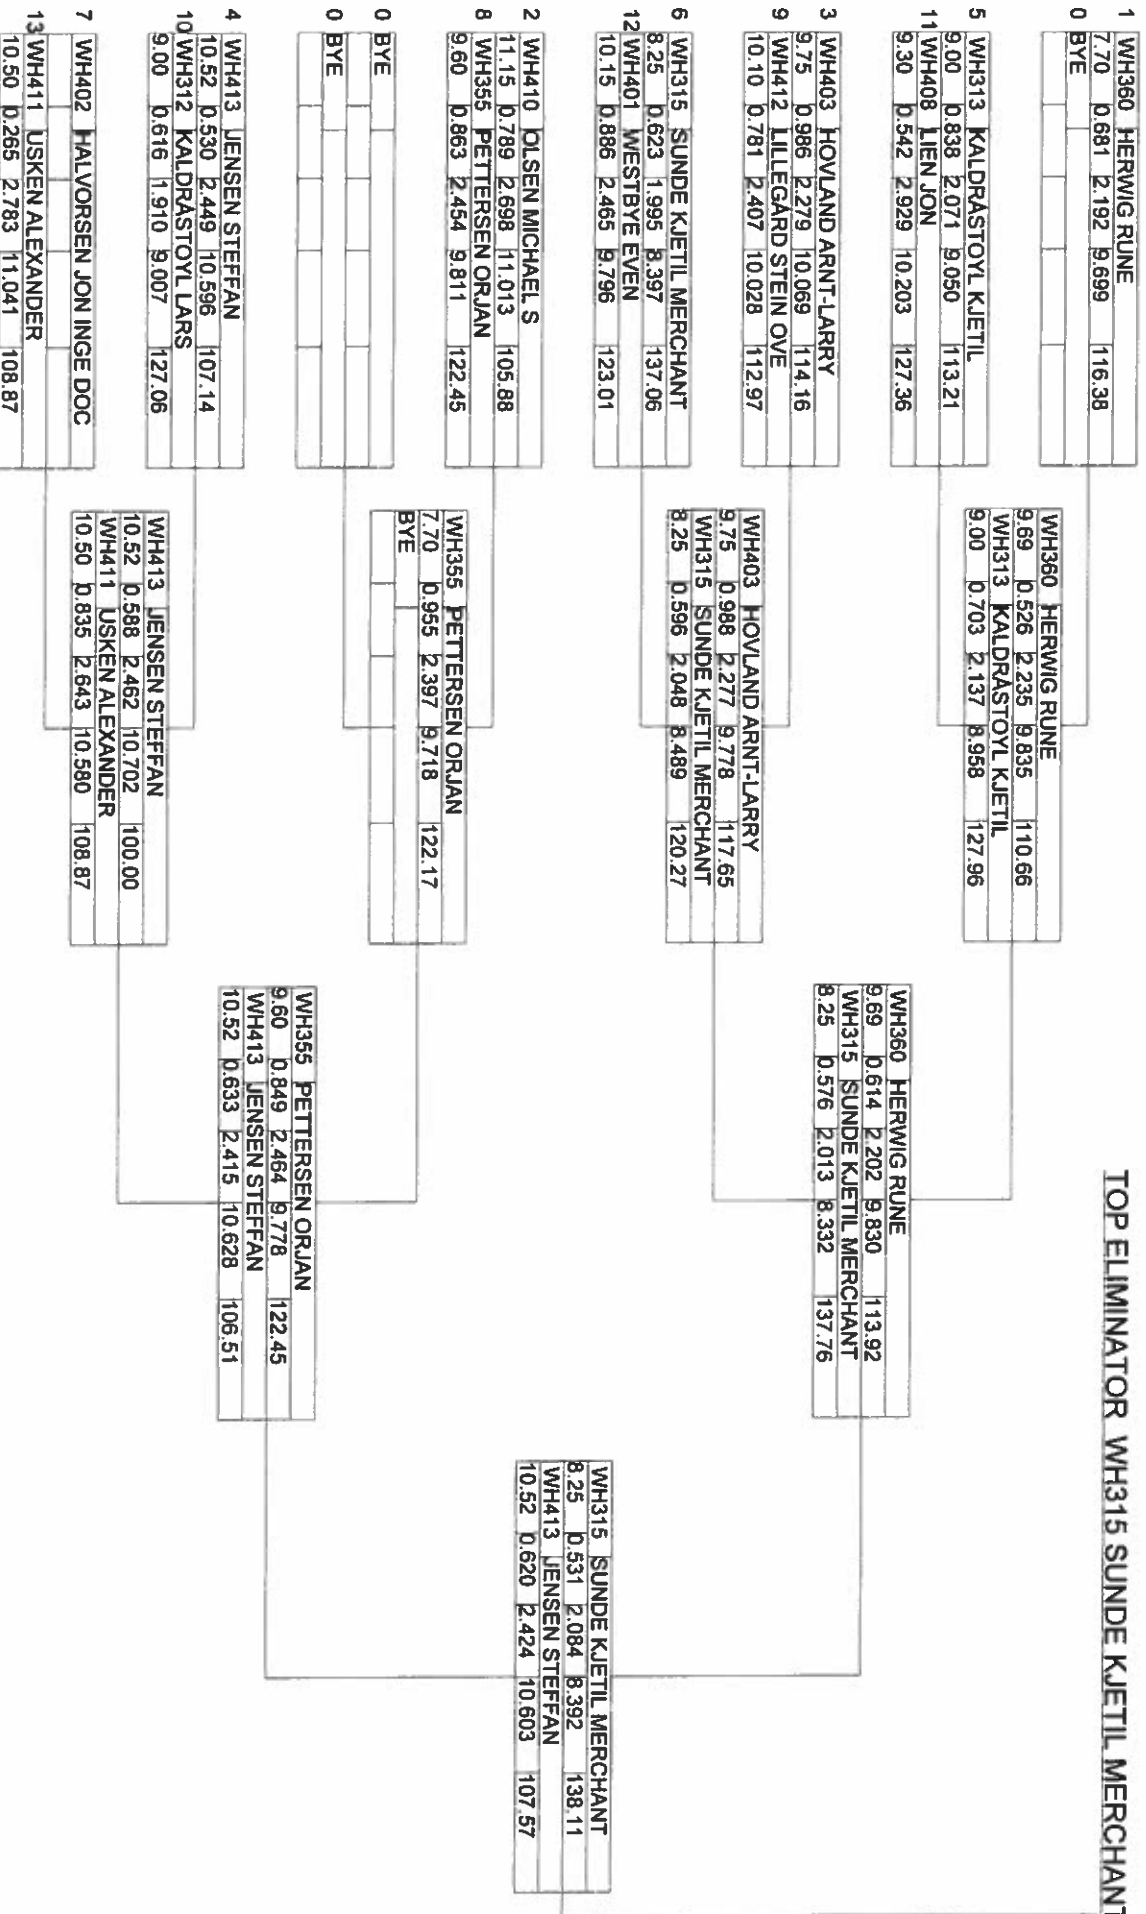 TOP ELIMINATOR WH315 SUNDE KJETIL MERCHANT
1 WH360 HERWIG RUNE
7.70 0.681 2.192 9.699 116.38
0 BYE
5 WH313 KALDRÅSTOYL KJETIL
9.00 0.838 2.071 9.050 113.21
11 WH408 LIEN JON
9.30 0.542 2.929 10.203 127.36
3 WH403 HOVLAND ARNT-LARRY
9.75 0.986 2.279 10.069 114.16
9 WH412 LILLEGÅRD STEIN OVE
10.10 0.781 2.407 10.028 112.97
6 WH315 SUNDE KJETIL MERCHANT
8.25 0.623 1.995 8.397 137.06
12 WH401 WESTBYE EVEN
10.15 0.886 2.465 9.796 123.01
2 WH410 OLSEN MICHAEL S
11.15 0.789 2.698 11.013 105.88
8 WH355 PETTERSEN ORJAN
9.60 0.863 2.454 9.811 122.45
0 BYE
0 BYE
4 WH413 JENSEN STEFFAN
10.52 0.530 2.449 10.596 107.14
10 WH312 KALDRÅSTOYL LARS
9.00 0.616 1.910 9.007 127.06
7 WH402 HALVORSEN JON INGE DOC
13 WH411 USKEN ALEXANDER
10.50 0.265 2.783 11.041 108.87
WH360 HERWIG RUNE
9.69 0.526 2.235 9.835 110.66
WH313 KALDRÅSTOYL KJETIL
9.00 0.703 2.137 8.958 127.96
WH403 HOVLAND ARNT-LARRY
9.75 0.988 2.277 9.778 117.65
WH315 SUNDE KJETIL MERCHANT
8.25 0.596 2.048 8.489 120.27
WH355 PETTERSEN ORJAN
7.70 0.955 2.397 9.718 122.17
BYE
WH413 JENSEN STEFFAN
10.52 0.588 2.462 10.702 100.00
WH411 USKEN ALEXANDER
10.50 0.835 2.643 10.580 108.87
WH360 HERWIG RUNE
9.69 0.614 2.202 9.830 113.92
WH315 SUNDE KJETIL MERCHANT
8.25 0.576 2.013 8.332 137.76
WH355 PETTERSEN ORJAN
9.60 0.849 2.464 9.778 122.45
WH413 JENSEN STEFFAN
10.52 0.633 2.415 10.628 106.51
WH315 SUNDE KJETIL MERCHANT
8.25 0.531 2.084 8.392 138.11
WH413 JENSEN STEFFAN
10.52 0.620 2.424 10.603 107.57